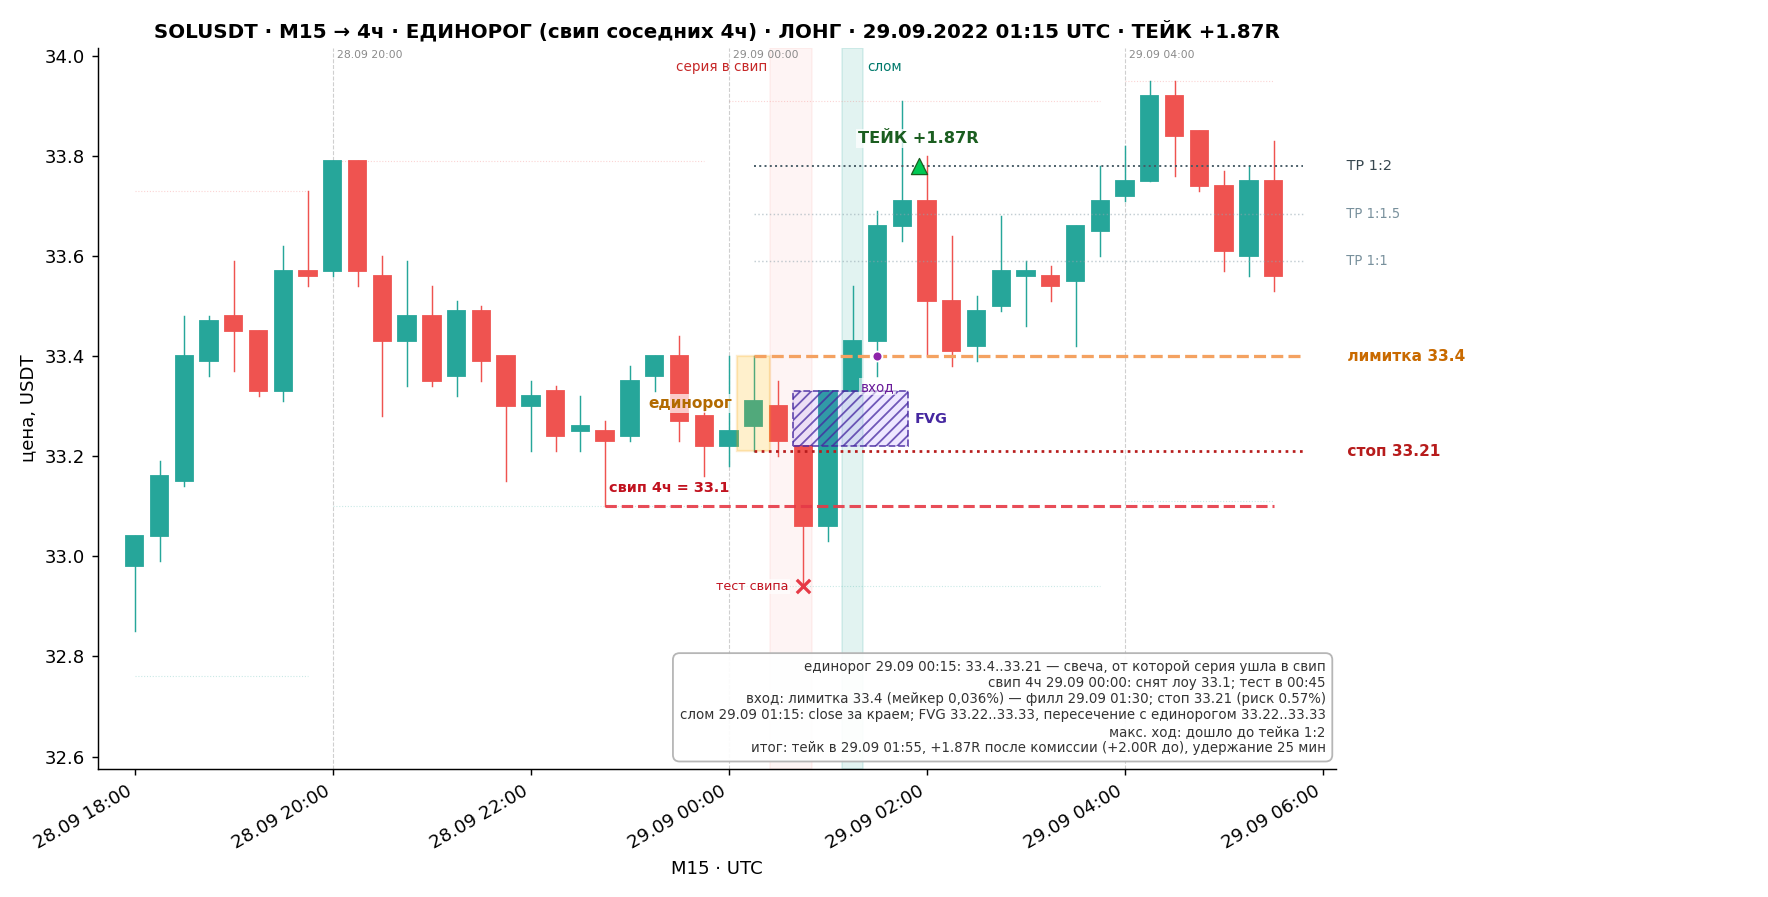 SOLUSDT · M15 → 4ч · ЕДИНОРОГ (свип соседних 4ч) · ЛОНГ · 29.09.2022 01:15 UTC · ТЕЙК +1.87R
34.0
33.8
33.6
33.4
33.2
33.0
32.8
32.6
цена, USDT
28.09 20:00
29.09 00:00
29.09 04:00
серия в свип
слом
ТЕЙК +1.87R
TP 1:2
TP 1:1.5
TP 1:1
лимитка 33.4
вход
единорог
FVG
стоп 33.21
свип 4ч = 33.1
тест свипа
единорог 29.09 00:15: 33.4..33.21 — свеча, от которой серия ушла в свип
свип 4ч 29.09 00:00: снят лоу 33.1; тест в 00:45
вход: лимитка 33.4 (мейкер 0,036%) — филл 29.09 01:30; стоп 33.21 (риск 0.57%)
слом 29.09 01:15: close за краем; FVG 33.22..33.33, пересечение с единорогом 33.22..33.33
макс. ход: дошло до тейка 1:2
итог: тейк в 29.09 01:55, +1.87R после комиссии (+2.00R до), удержание 25 мин
28.09 18:00
28.09 20:00
28.09 22:00
29.09 00:00
29.09 02:00
29.09 04:00
29.09 06:00
M15 · UTC